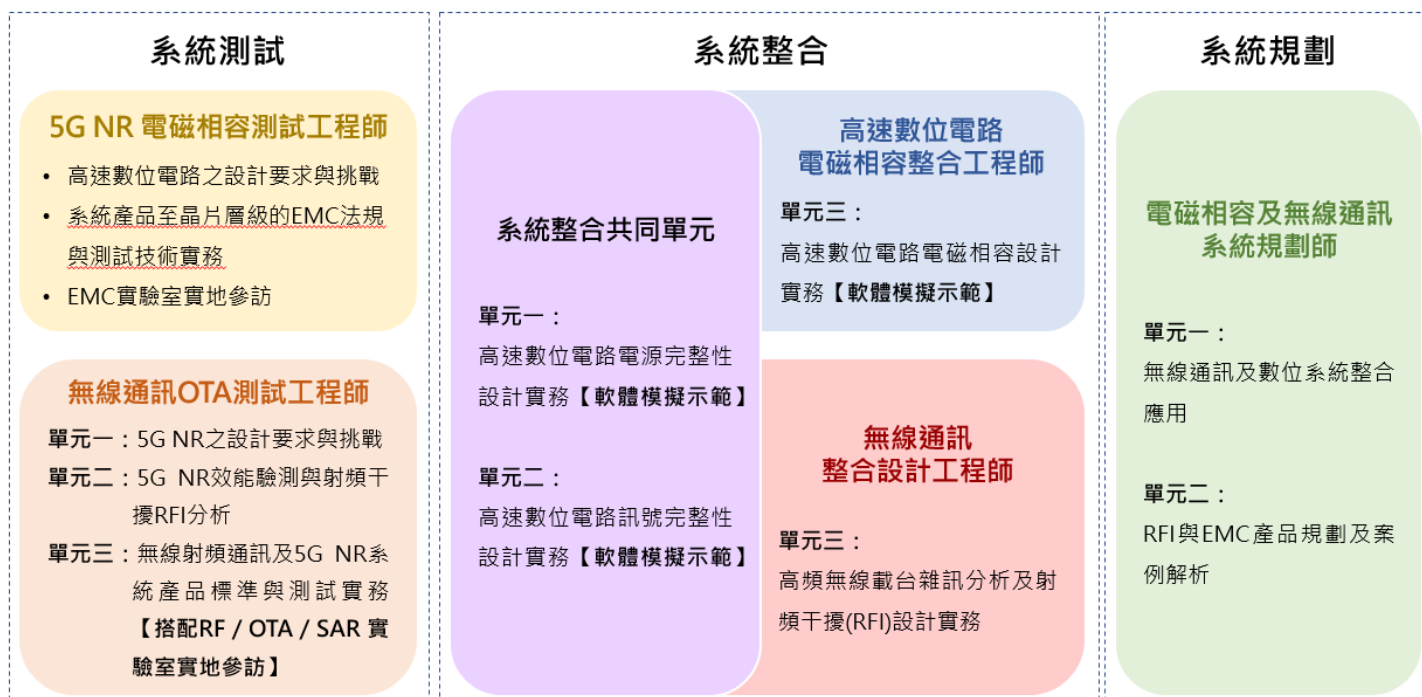 系統測試
5G NR 電磁相容測試工程師
• 高速數位電路之設計要求與挑戰
• 系統產品至晶片層級的EMC法規
與測試技術實務
• EMC實驗室實地參訪
無線通訊OTA測試工程師
單元一：5G NR之設計要求與挑戰
單元二：5G NR效能驗測與射頻干
擾RFI分析
單元三：無線射頻通訊及5G NR系
統產品標準與測試實務
【搭配RF / OTA / SAR 實
驗室實地參訪】
系統整合
系統整合共同單元
單元一：
高速數位電路電源完整性
設計實務【軟體模擬示範】
單元二：
高速數位電路訊號完整性
設計實務【軟體模擬示範】
高速數位電路
電磁相容整合工程師
單元三：
高速數位電路電磁相容設計
實務【軟體模擬示範】
無線通訊
整合設計工程師
單元三：
高頻無線載台雜訊分析及射
頻干擾(RFI)設計實務
系統規劃
電磁相容及無線通訊
系統規劃師
單元一：
無線通訊及數位系統整合
應用
單元二：
RFI與EMC產品規劃及案
例解析